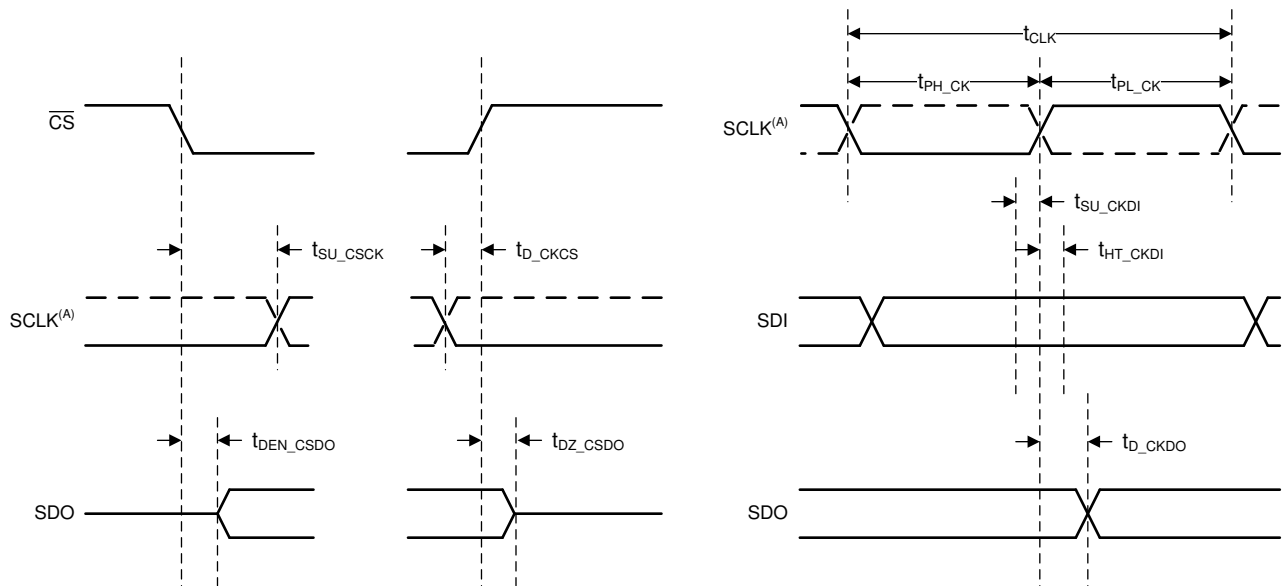 t_CLK
t_PH_CK
t_PL_CK
CS
SCLK(A)
t_SU_CKDI
t_SU_CSCK
t_D_CKCS
t_HT_CKDI
SCLK(A)
SDI
t_DEN_CSDO
t_DZ_CSDO
t_D_CKDO
SDO
SDO